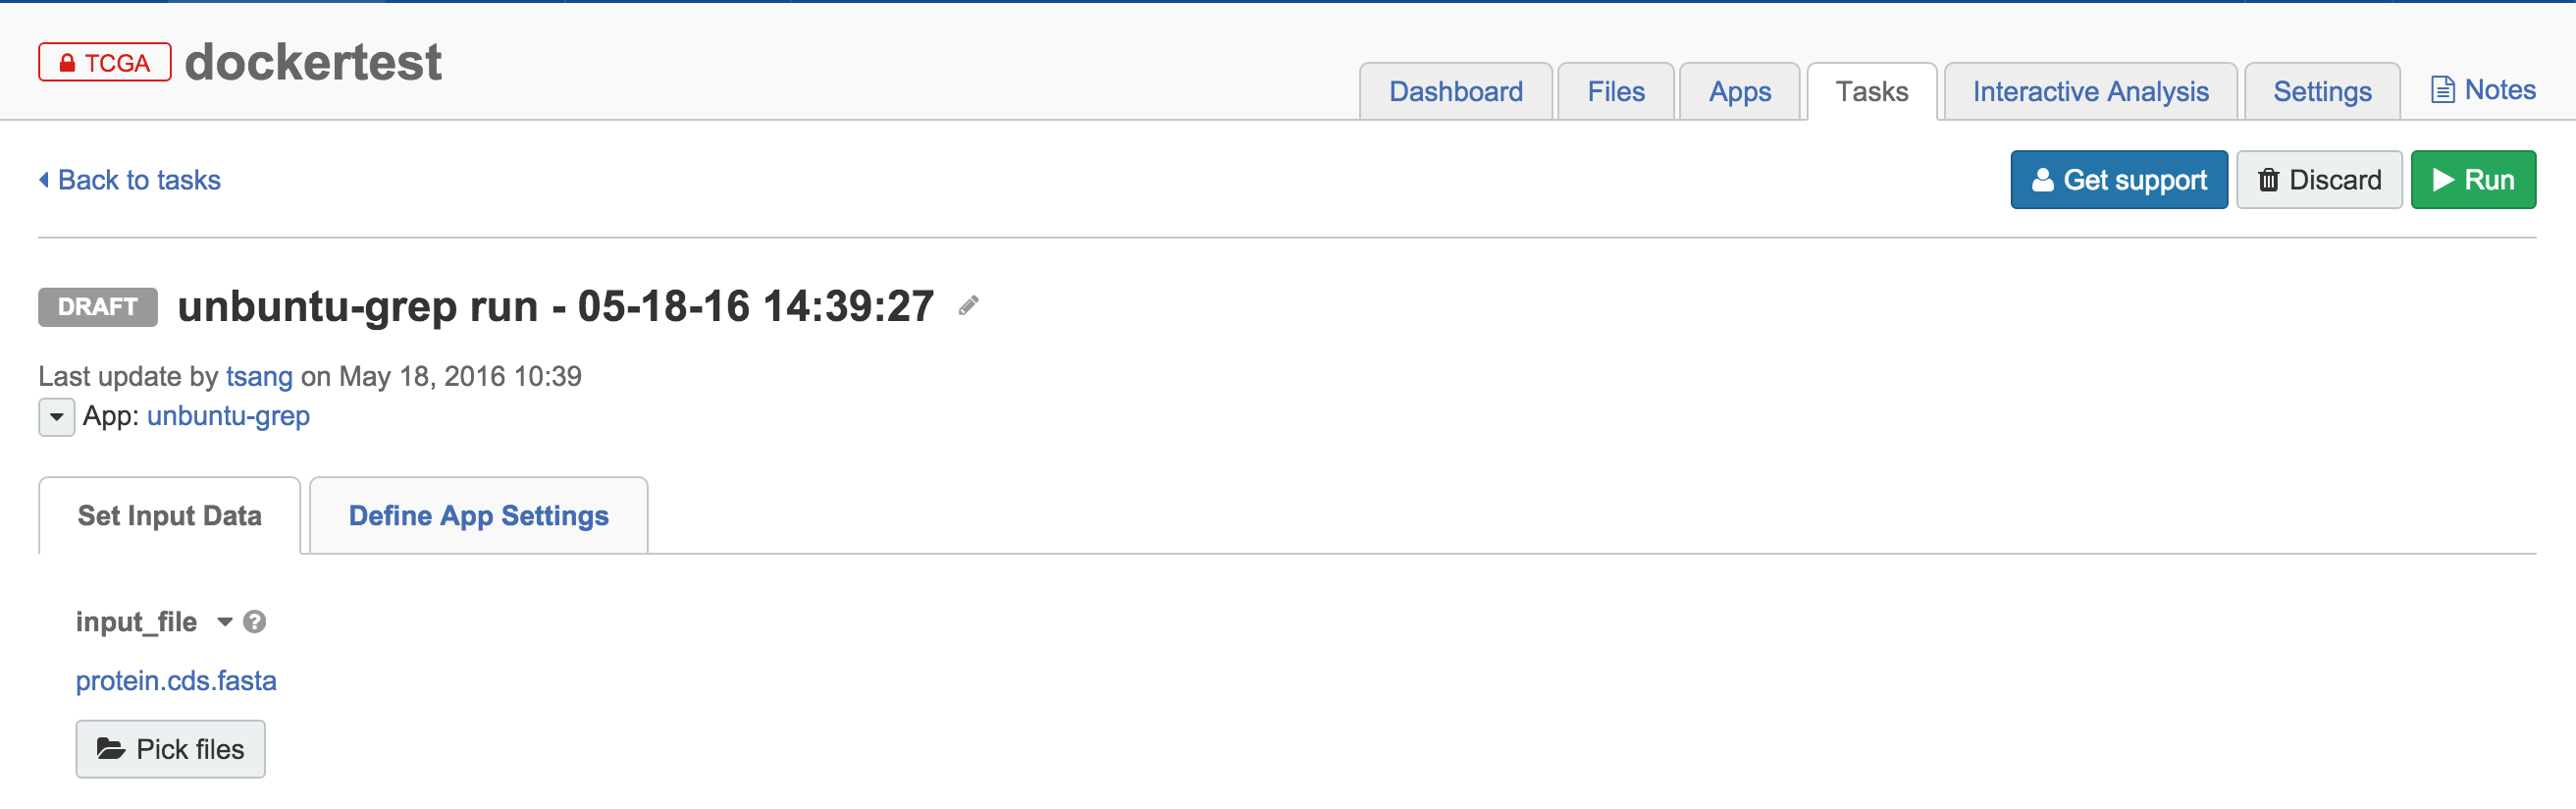 TCGA dockertest
Dashboard Files Apps Tasks Interactive Analysis Settings Notes
Back to tasks Get support Discard Run
DRAFT unbuntu-grep run - 05-18-16 14:39:27
Last update by tsang on May 18, 2016 10:39
App: unbuntu-grep
Set Input Data Define App Settings
input_file ?
protein.cds.fasta
Pick files